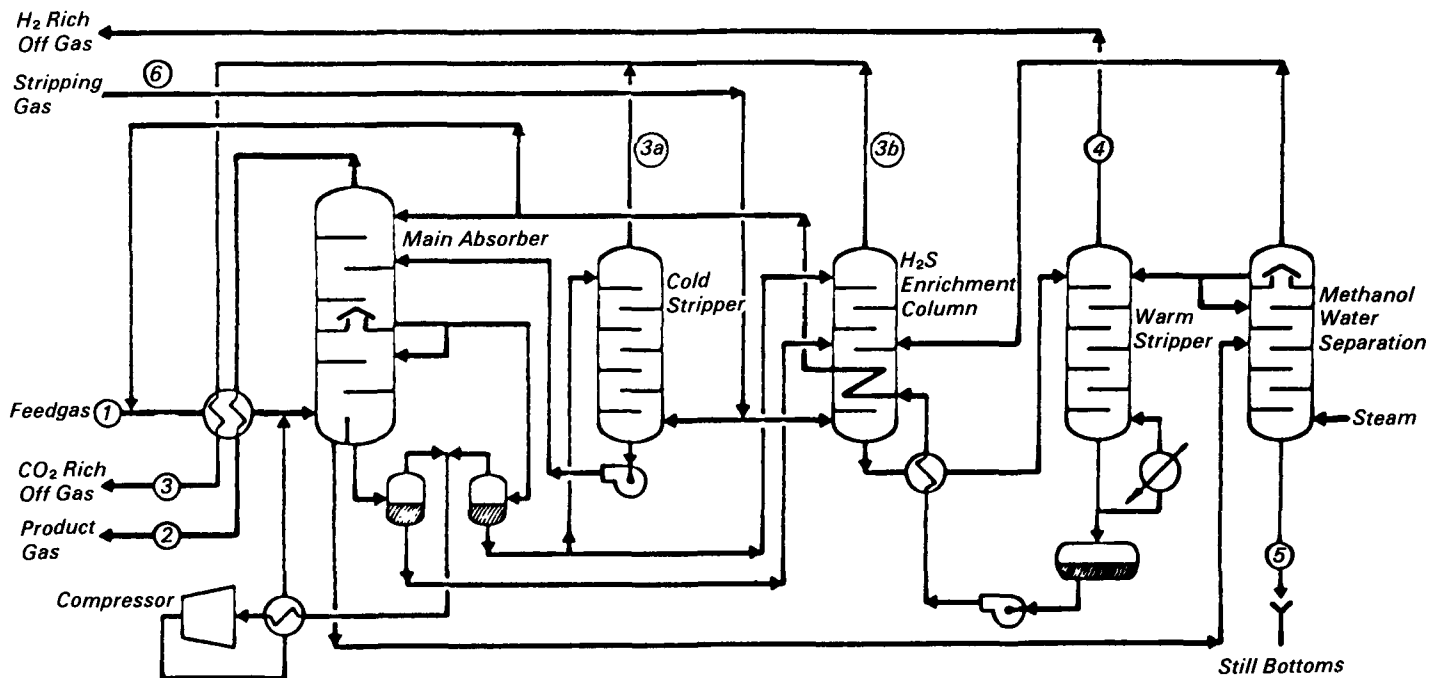 H₂ Rich
Off Gas
6
Stripping
Gas
3a
3b
4
Main Absorber
Cold
Stripper
H₂S
Enrichment
Column
Warm
Stripper
Methanol
Water
Separation
Feedgas 1
Steam
CO₂ Rich
Off Gas
3
Product
Gas
2
5
Compressor
Still Bottoms